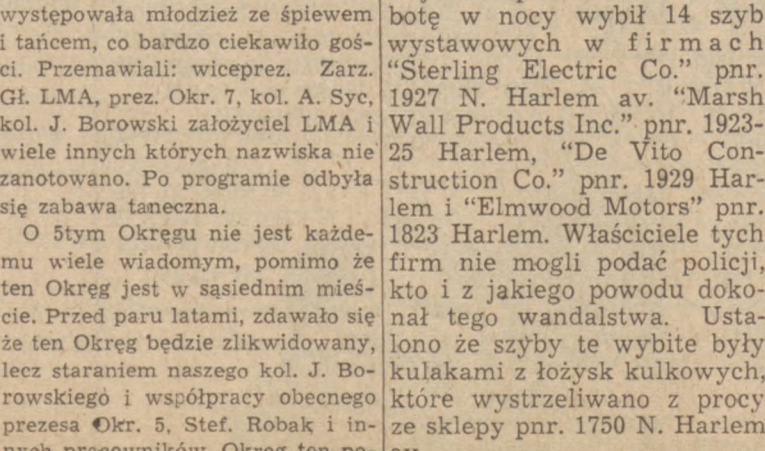 występowała młodzież ze śpiewem
i tańcem, co bardzo ciekawiło goś-
ci. Przemawiali: wiceprez. Zarz.
Gł. LMA, prez. Okr. 7, kol. A. Syc,
kol. J. Borowski założyciel LMA i
wiele innych których nazwiska nie
zanotowano. Po programie odbyła
się zabawa taneczna.
O 5tym Okręgu nie jest każde-
mu wiele wiadomym, pomimo że
ten Okręg jest w sąsiednim mieś-
cie. Przed paru latami, zdawało się
że ten Okręg będzie zlikwidowany,
lecz staraniem naszego kol. J. Bo-
rowskiego i współpracy obecnego
prezesa Okr. 5, Stef. Robak i in-
nych pracowników, Okręg ten po-
botę w nocy wybił 14 szyb
wystawowych w firmach
“Sterling Electric Co.” pnr.
1927 N. Harlem av. “Marsh
Wall Products Inc.” pnr. 1923-
25 Harlem, “De Vito Con-
struction Co.” pnr. 1929 Har-
lem i “Elmwood Motors” pnr.
1823 Harlem. Właściciele tych
firm nie mogli podać policji,
kto i z jakiego powodu doko-
nał tego wandalstwa. Usta-
lono że szyby te wybite były
kulakami z łożysk kulkowych,
które wystrzeliwano z procy
ze sklepy pnr. 1750 N. Harlem